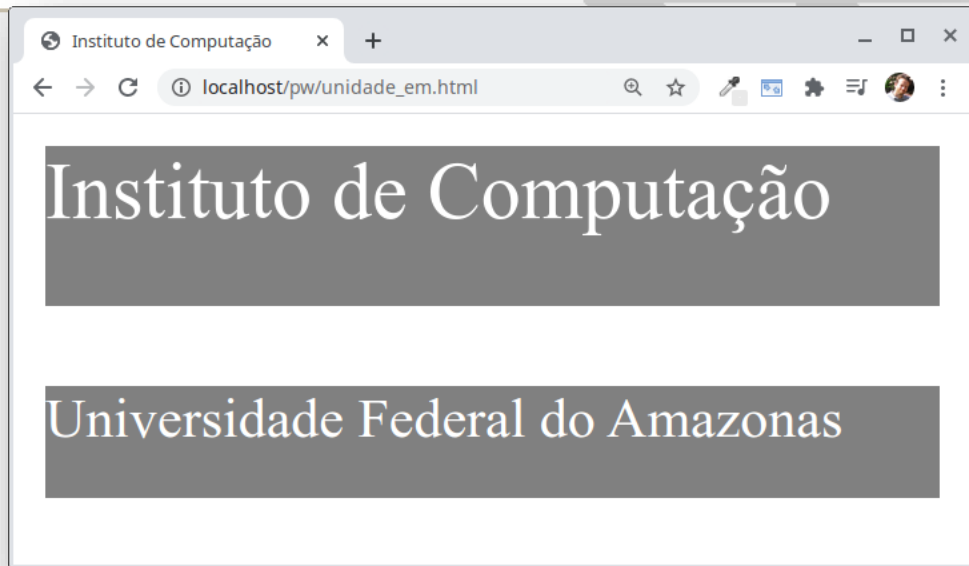 Instituto de Computação
localhost/pw/unidade_em.html
Instituto de Computação
Universidade Federal do Amazonas